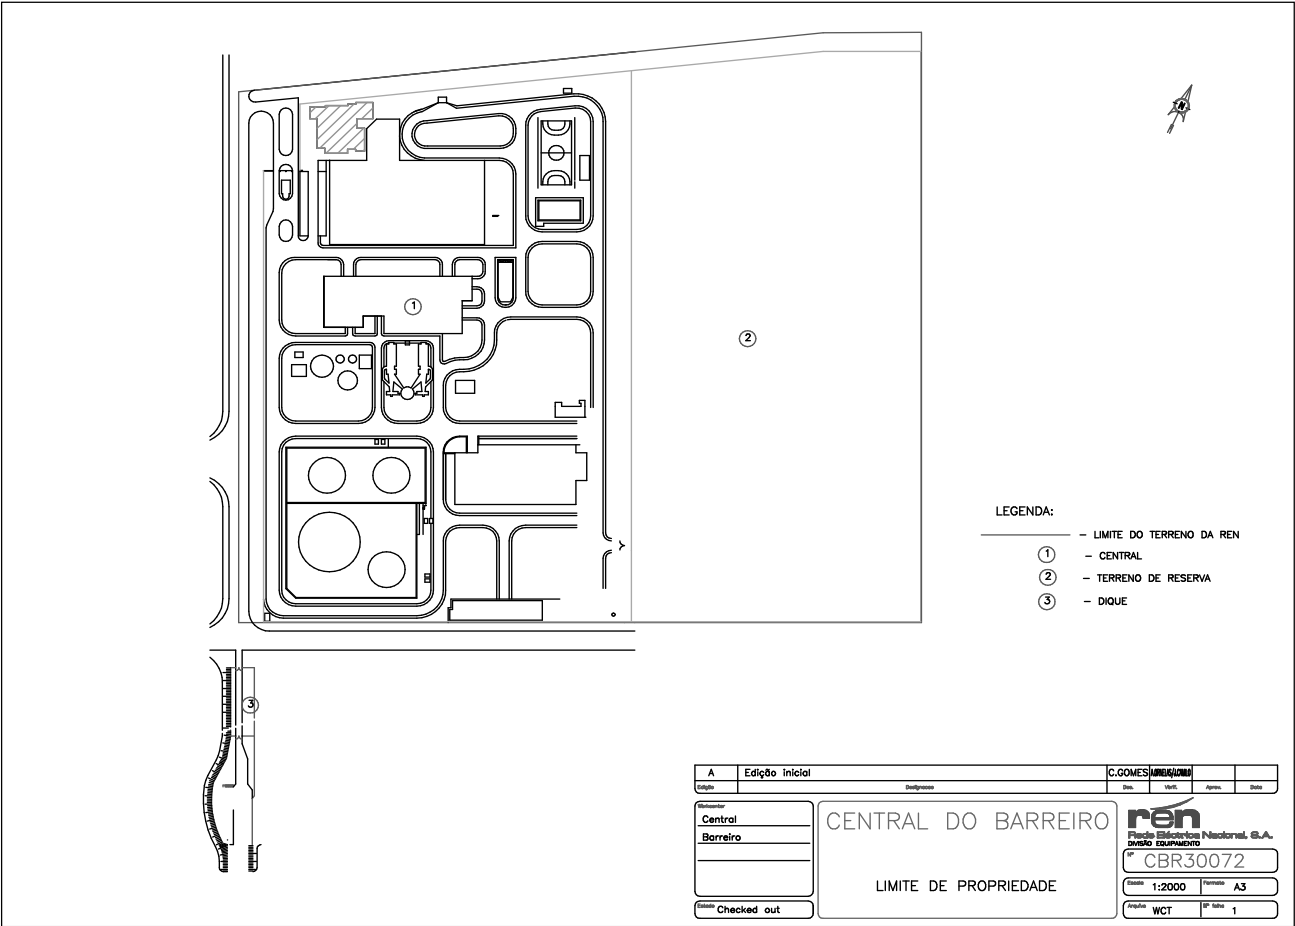 N
1
2
3
LEGENDA:
– LIMITE DO TERRENO DA REN
1 – CENTRAL
2 – TERRENO DE RESERVA
3 – DIQUE
A Edição inicial C.GOMES
Edição Designacao Des. Verif. Aprov. Data
Workcenter
Central
Barreiro
Estado Checked out
CENTRAL DO BARREIRO
LIMITE DE PROPRIEDADE
ren
Rede Eléctrica Nacional, S.A.
DIVISÃO EQUIPAMENTO
Nº CBR30072
Escala 1:2000 Formato A3
Arquivo WCT Nº folha 1